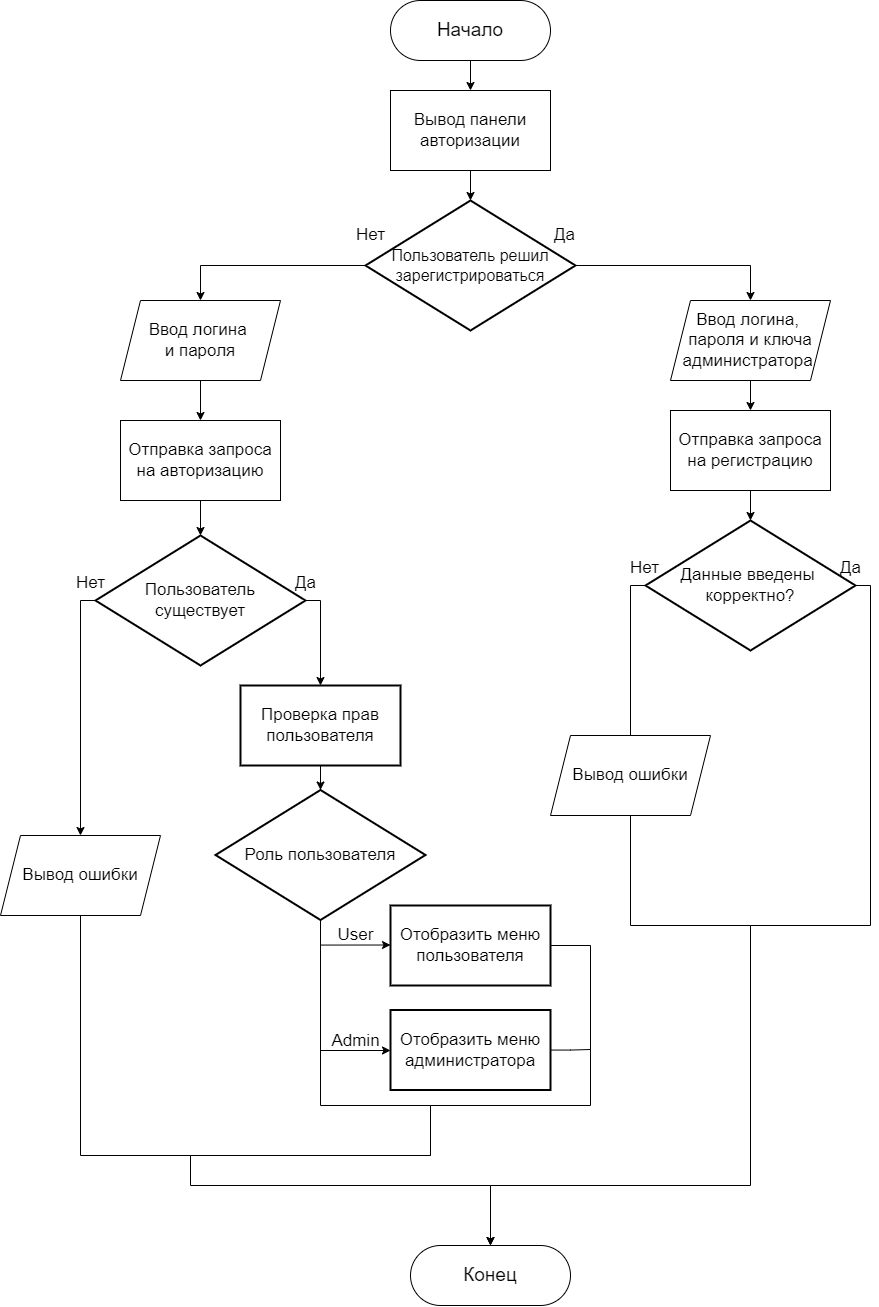 Начало
Вывод панели
авторизации
Нет
Да
Пользователь решил
зарегистрироваться
Ввод логина
и пароля
Ввод логина,
пароля и ключа
администратора
Отправка запроса
на авторизацию
Отправка запроса
на регистрацию
Нет
Да
Пользователь
существует
Нет
Да
Данные введены
корректно?
Проверка прав
пользователя
Вывод ошибки
Роль пользователя
Вывод ошибки
User
Отобразить меню
пользователя
Admin
Отобразить меню
администратора
Конец